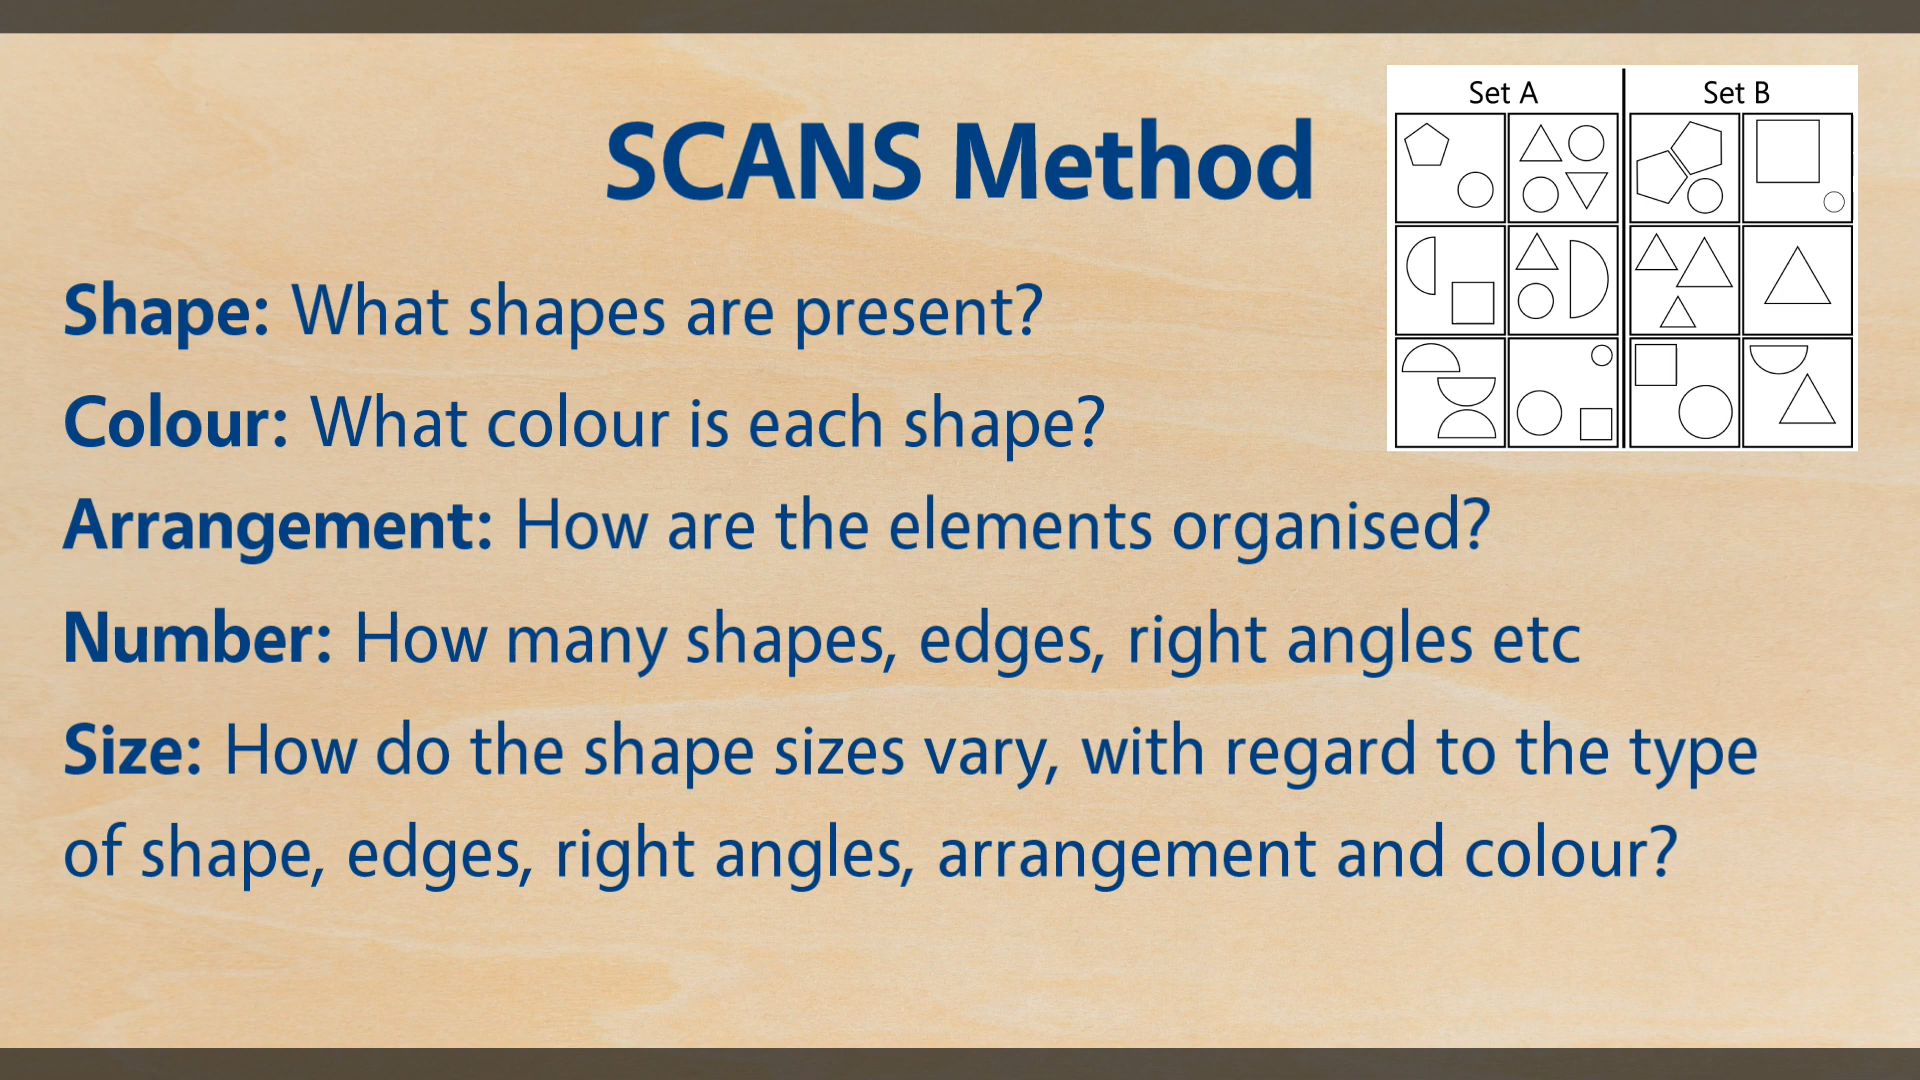 Set A
Set B
SCANS Method
Shape: What shapes are present?
Colour: What colour is each shape?
Arrangement: How are the elements organised?
Number: How many shapes, edges, right angles etc
Size: How do the shape sizes vary, with regard to the type
of shape, edges, right angles, arrangement and colour?